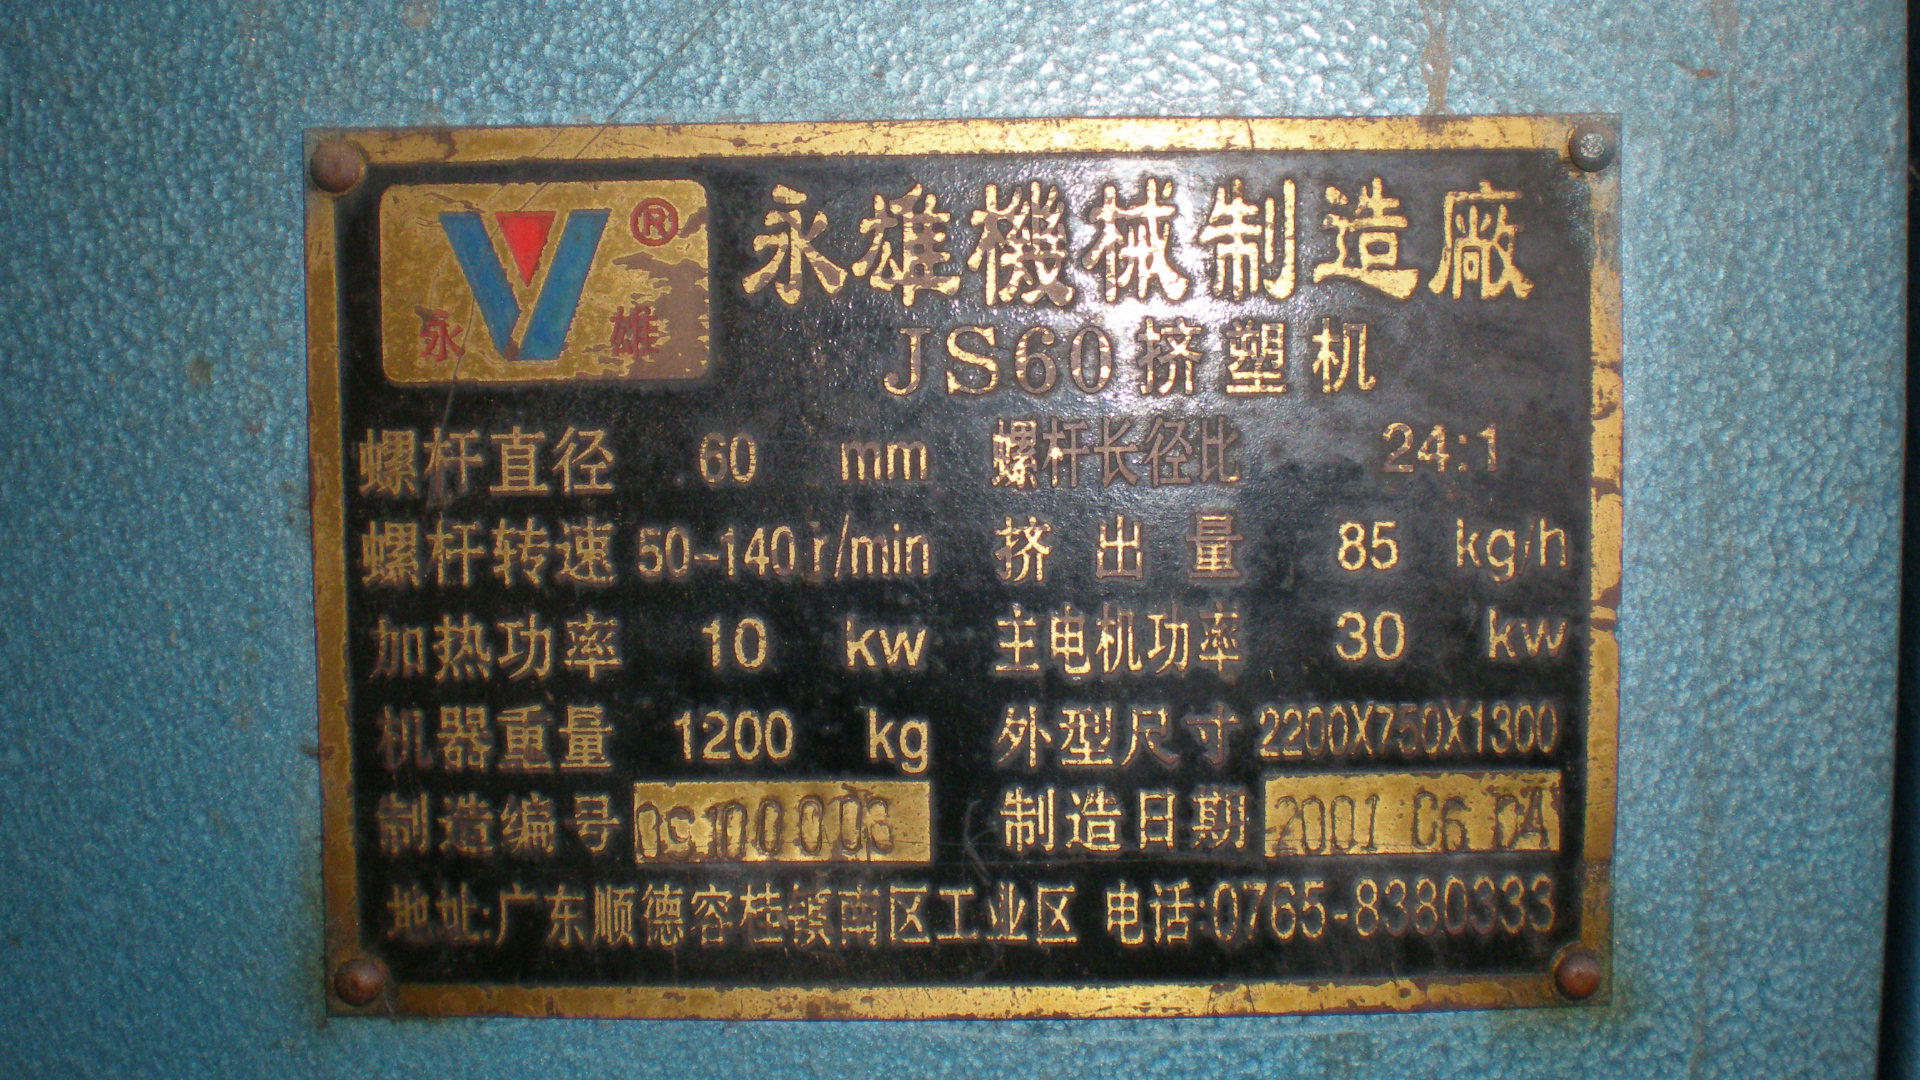 永雄機械制造廠
®
永 雄
JS60挤塑机
螺杆直径 60 mm 螺杆长径比 24:1
螺杆转速 50~140 r/min 挤出量 85 kg/h
加热功率 10 kw 主电机功率 30 kw
机器重量 1200 kg 外型尺寸 2200X750X1300
制造编号 制造日期 2001
地址:广东顺德容桂镇南区工业区 电话:0765-8380333